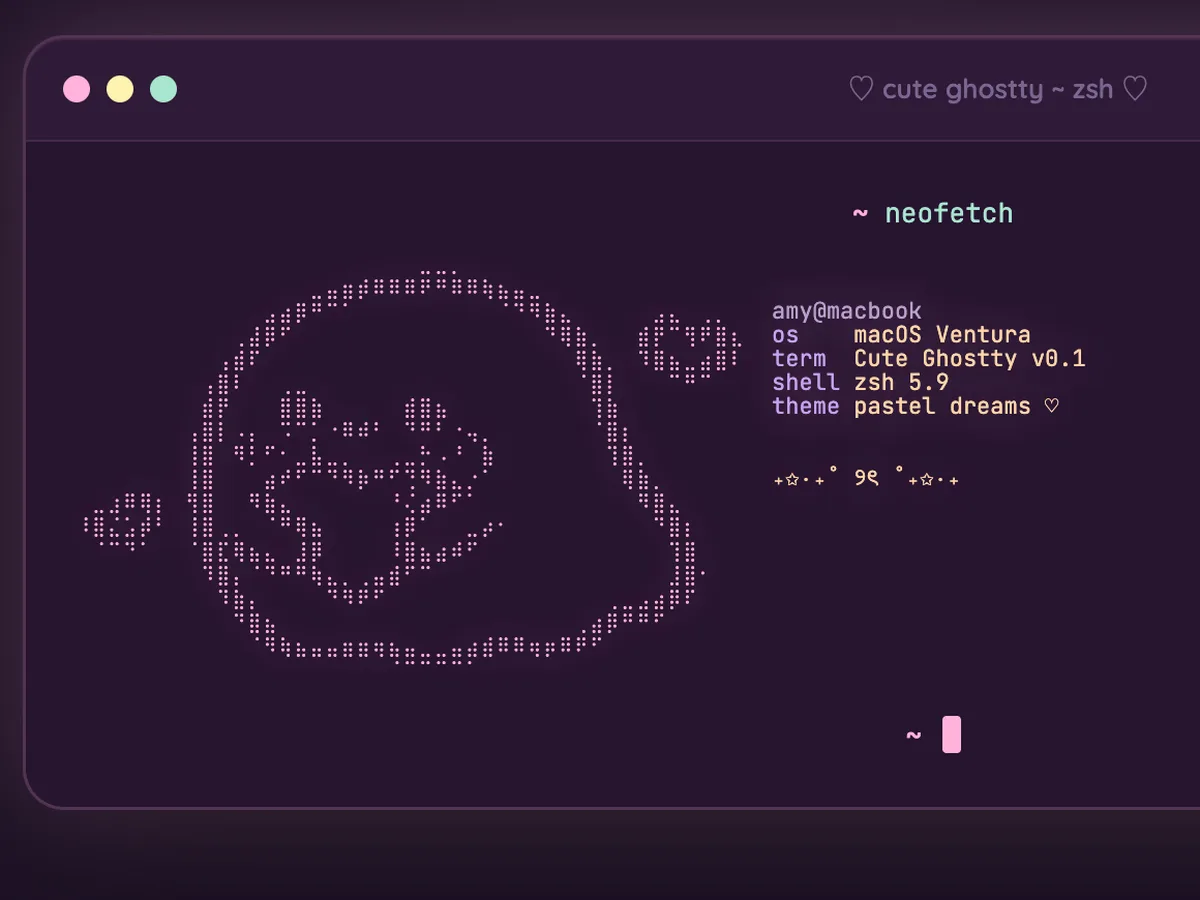 ♡ cute ghostty ~ zsh ♡
~ neofetch
amy@macbook
os macOS Ventura
term Cute Ghostty v0.1
shell zsh 5.9
theme pastel dreams ♡
₊✩‧₊˚ ୨ৎ ˚₊✩‧₊
~